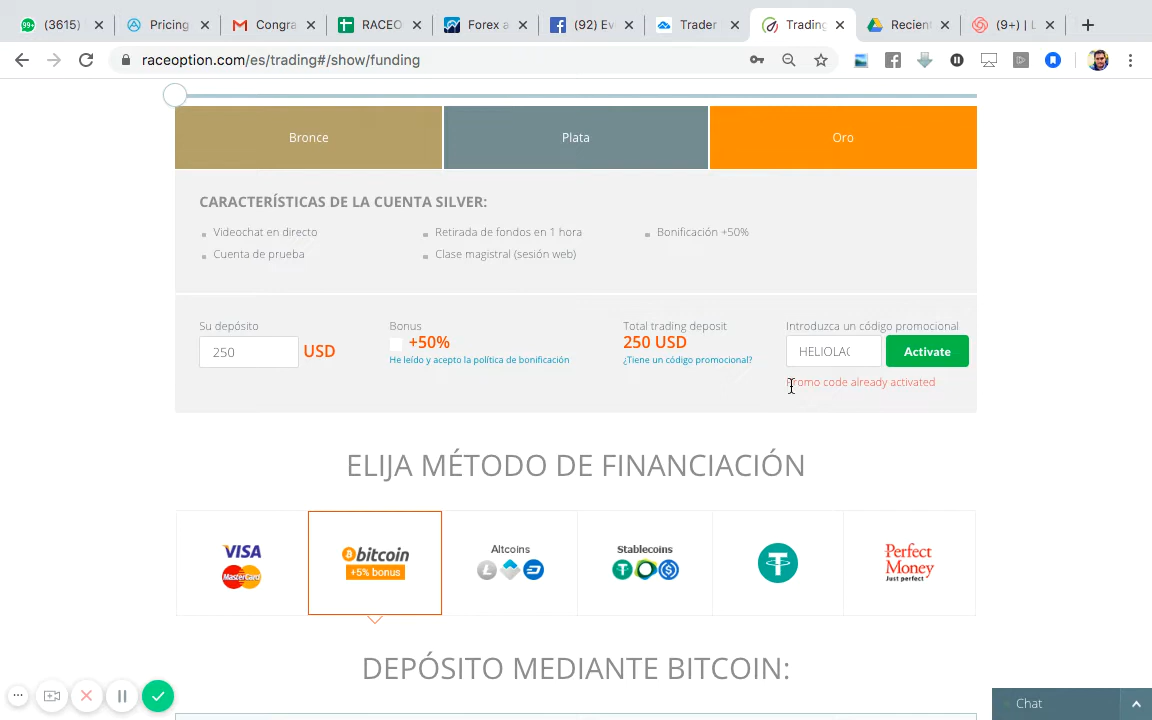 (3615)
Pricing
Congra
RACEO
Forex a
(92) Ev
Trader
Trading
Recient
(9+) | L
raceoption.com/es/trading#/show/funding
Bronce
Plata
Oro
CARACTERÍSTICAS DE LA CUENTA SILVER:
Videochat en directo
Retirada de fondos en 1 hora
Bonificación +50%
Cuenta de prueba
Clase magistral (sesión web)
Su depósito
Bonus
Total trading deposit
Introduzca un código promocional
250
USD
+50%
250 USD
HELIOLA
Activate
He leído y acepto la política de bonificación
¿Tiene un código promocional?
Promo code already activated
ELIJA MÉTODO DE FINANCIACIÓN
VISA
MasterCard
bitcoin
+5% bonus
Altcoins
Stablecoins
Perfect
Money
Just perfect
DEPÓSITO MEDIANTE BITCOIN:
Chat